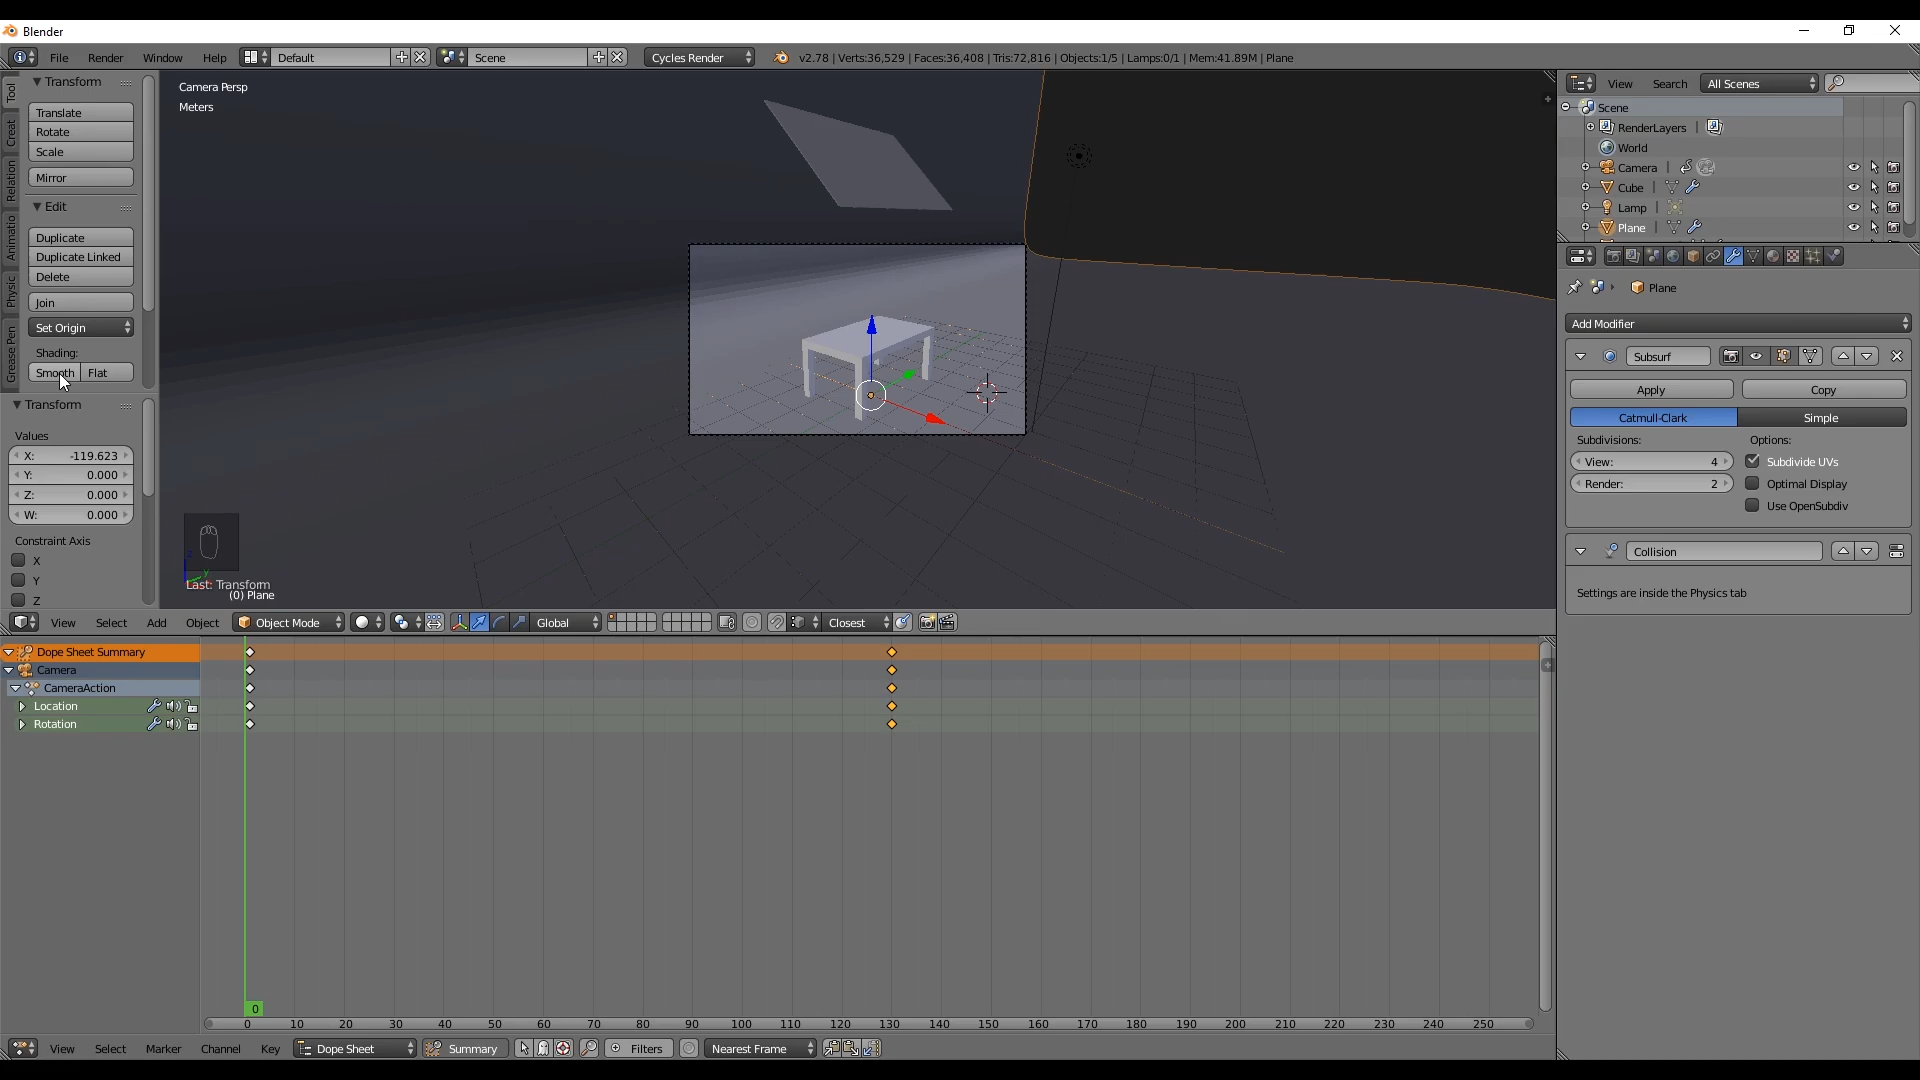 Blender
File Render Window Help Default Scene Cycles Render v2.78 | Verts:36,529 | Faces:36,408 | Tris:72,816 | Objects:1/5 | Lamps:0/1 | Mem:41.89M | Plane
Tool
Creat
Relation
Animatio
Physic
Grease Pen
Transform
Translate
Rotate
Scale
Mirror
Edit
Duplicate
Duplicate Linked
Delete
Join
Set Origin
Shading:
Smooth Flat
Transform
Values
X: -119.623
Y: 0.000
Z: 0.000
W: 0.000
Constraint Axis
X
Y
Z
Camera Persp
Meters
Last: Transform
(0) Plane
View Select Add Object Object Mode Global Closest
View Search All Scenes
Scene
RenderLayers |
World
Camera |
Cube |
Lamp |
Plane |
Plane
Add Modifier
Subsurf
Apply Copy
Catmull-Clark Simple
Subdivisions: Options:
View: 4 Subdivide UVs
Render: 2 Optimal Display
Use OpenSubdiv
Collision
Settings are inside the Physics tab
Dope Sheet Summary
Camera
CameraAction
Location
Rotation
0
0 10 20 30 40 50 60 70 80 90 100 110 120 130 140 150 160 170 180 190 200 210 220 230 240 250
View Select Marker Channel Key Dope Sheet Summary Filters Nearest Frame